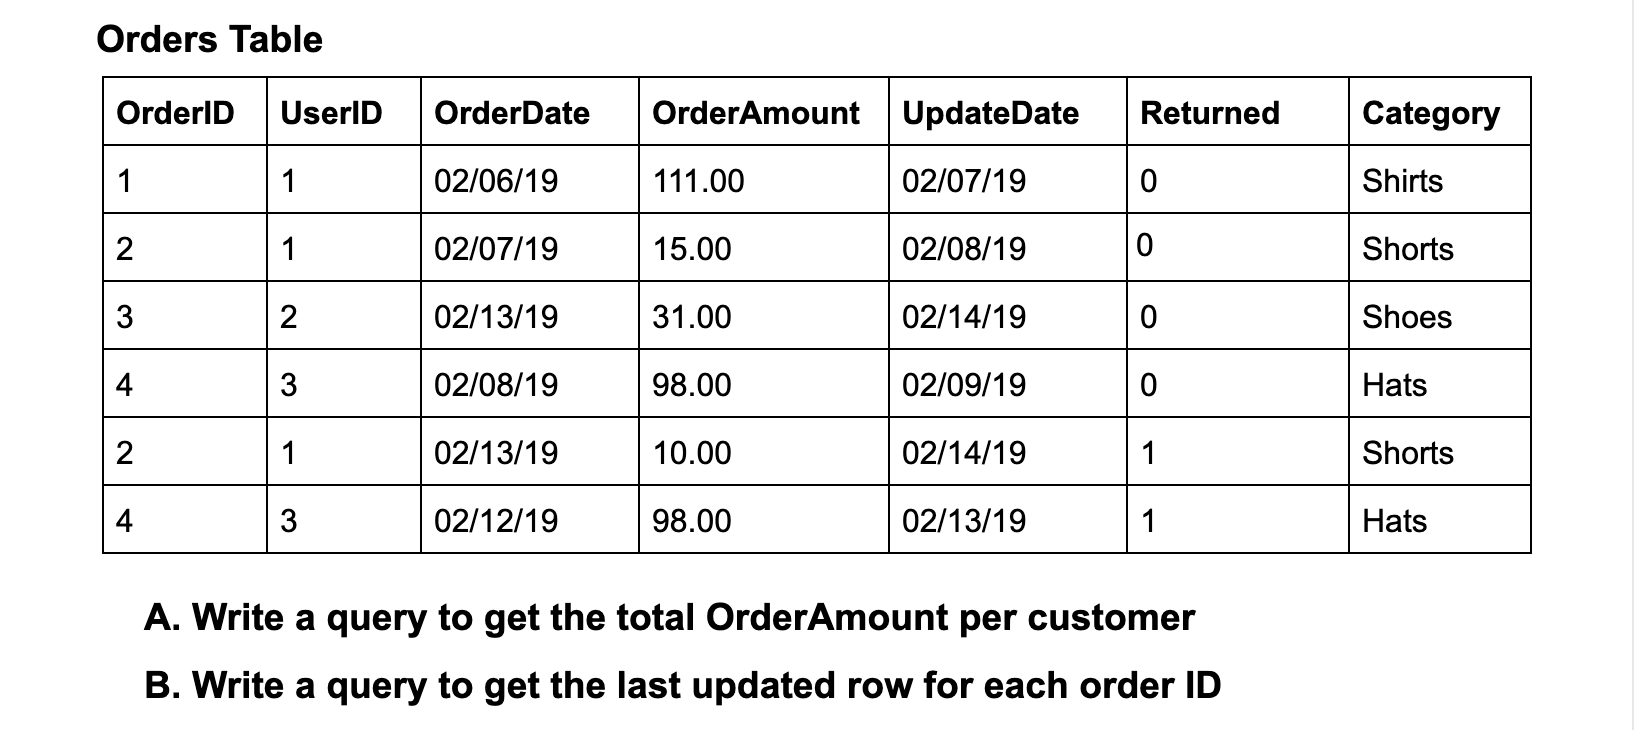 Orders Table
OrderID UserID OrderDate OrderAmount UpdateDate Returned Category
1 1 02/06/19 111.00 02/07/19 0 Shirts
2 1 02/07/19 15.00 02/08/19 0 Shorts
3 2 02/13/19 31.00 02/14/19 0 Shoes
4 3 02/08/19 98.00 02/09/19 0 Hats
2 1 02/13/19 10.00 02/14/19 1 Shorts
4 3 02/12/19 98.00 02/13/19 1 Hats
A. Write a query to get the total OrderAmount per customer
B. Write a query to get the last updated row for each order ID